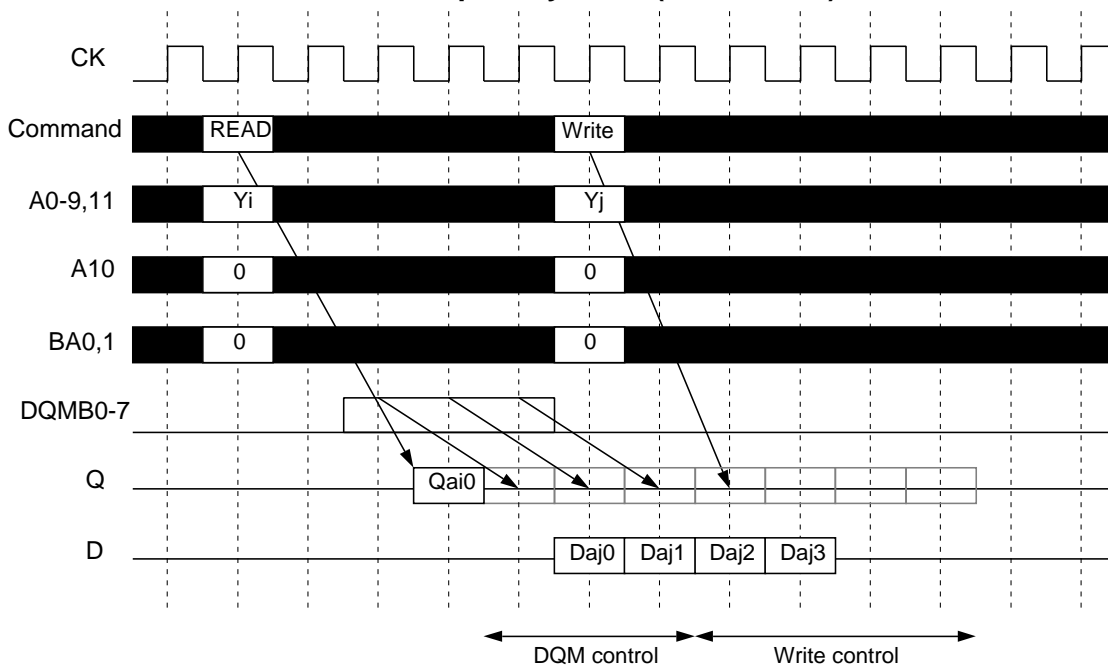 CK
Command READ Write
A0-9,11 Yi Yj
A10 0 0
BA0,1 0 0
DQMB0-7
Q Qai0
D Daj0 Daj1 Daj2 Daj3
DQM control Write control